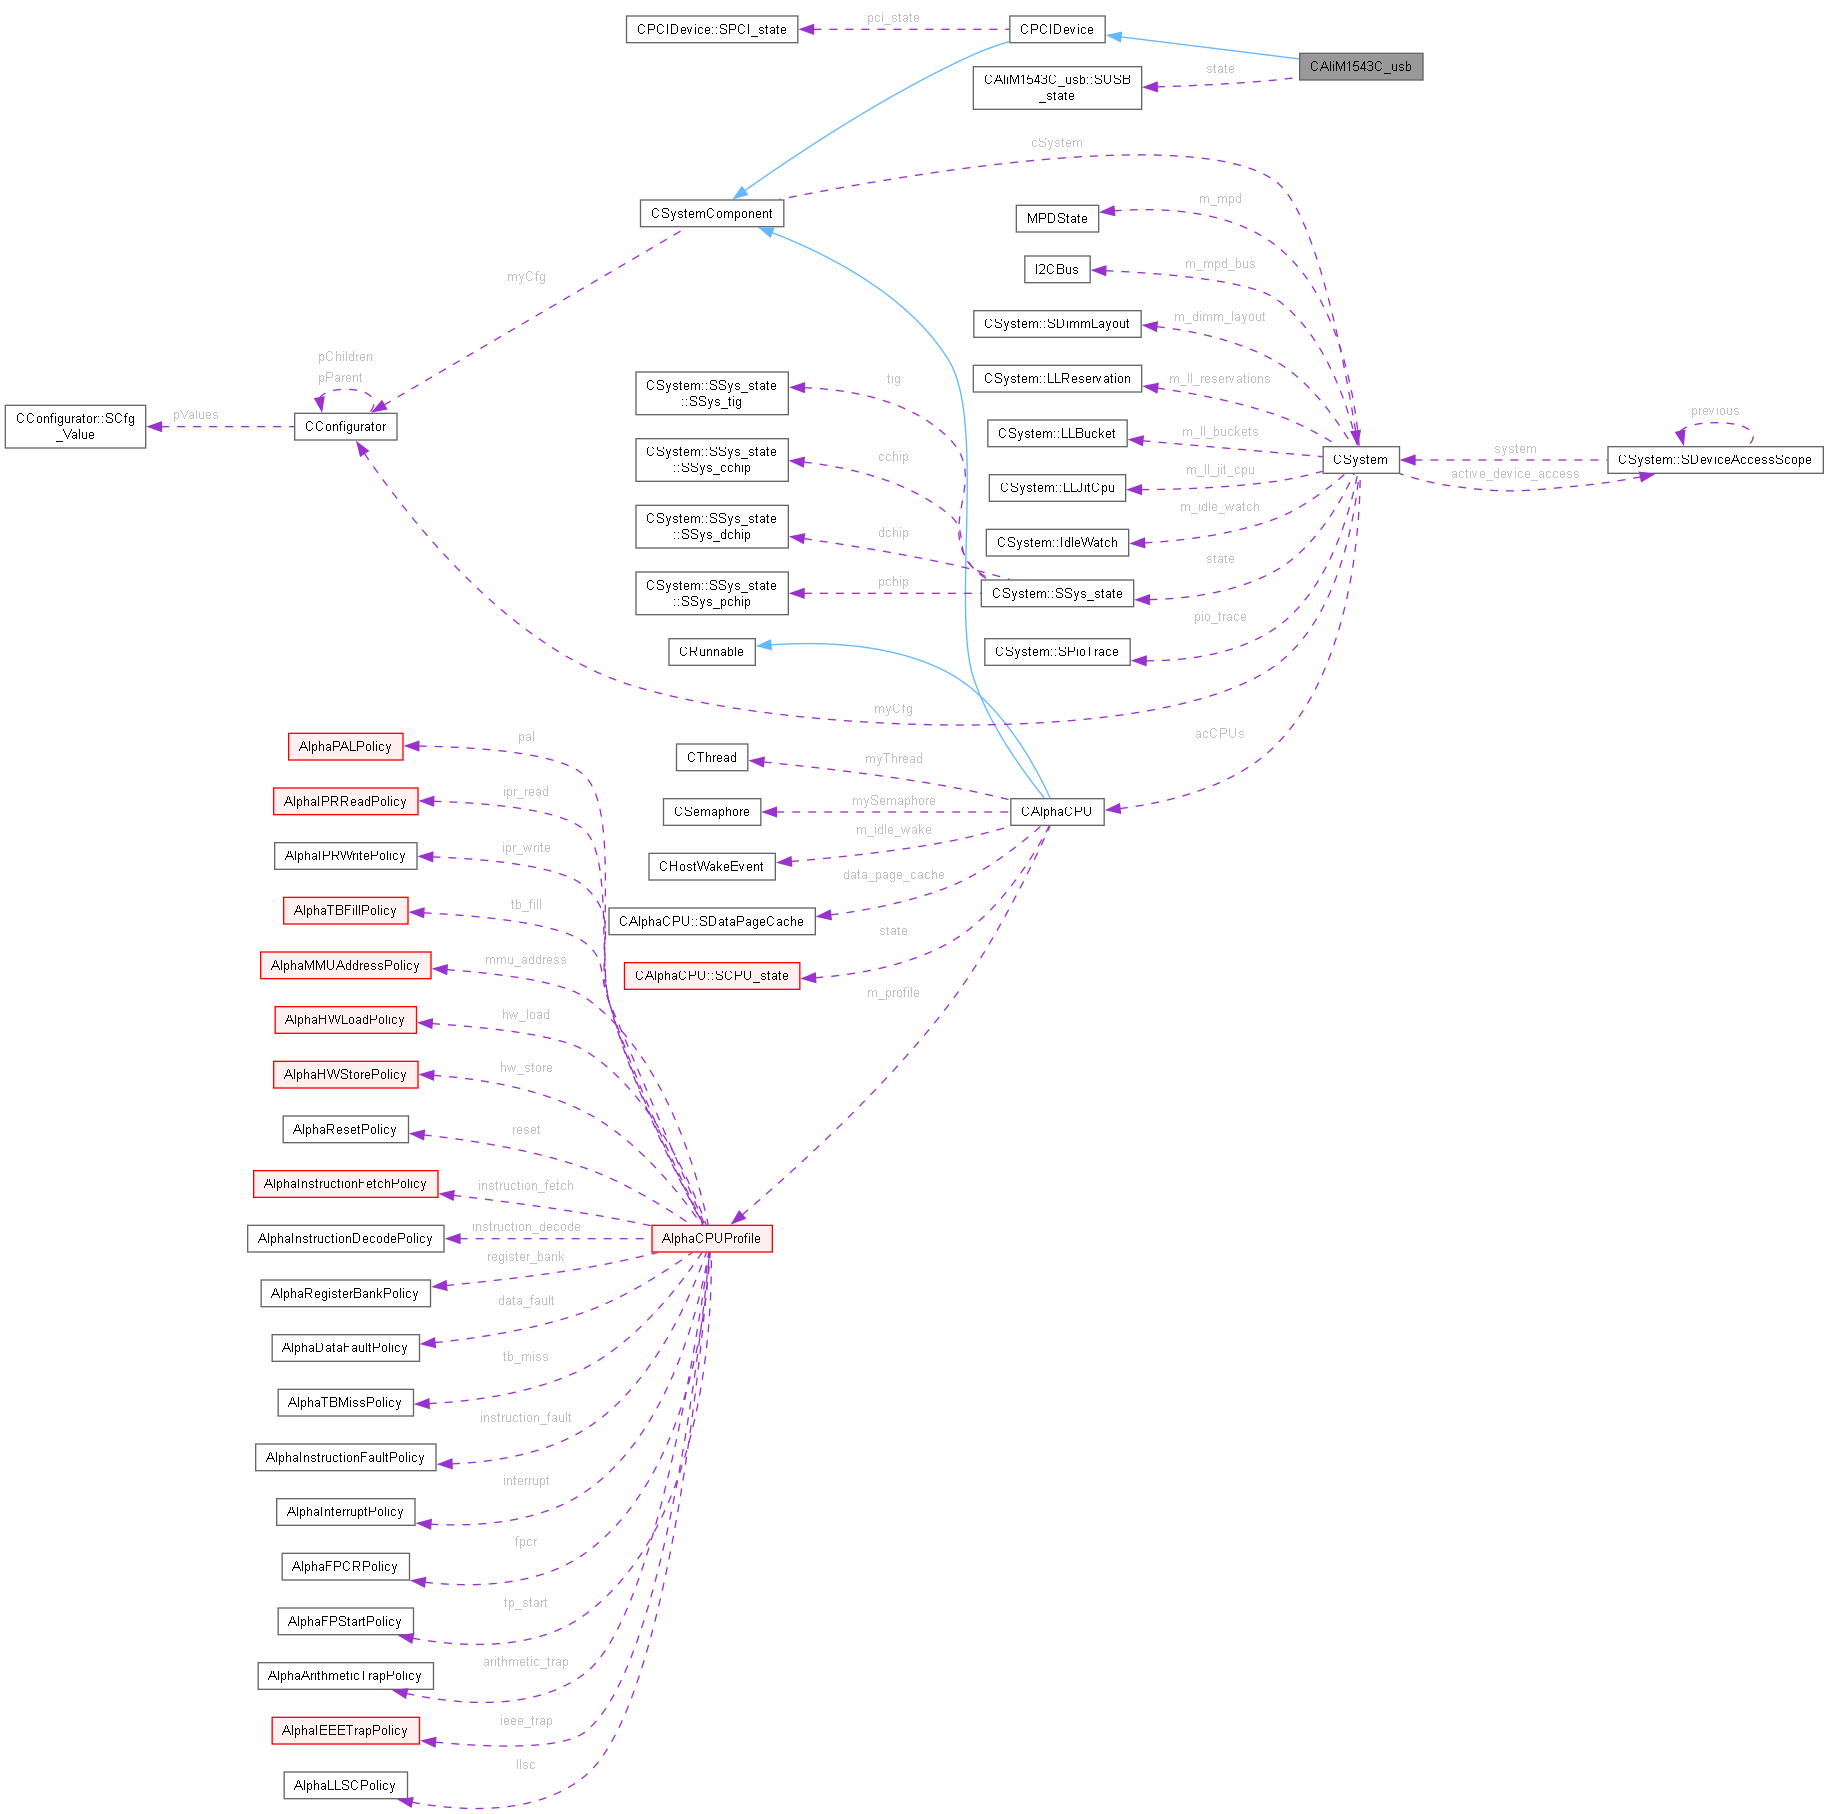 pci_state
CPCIDevice::SPCI_state
CPCIDevice
CAliM1543C_usb
state
CAliM1543C_usb::SUSB
_state
cSystem
CSystemComponent
m_mpd
MPDState
m_mpd_bus
I2CBus
myCfg
m_dimm_layout
CSystem::SDimmLayout
pChildren
pParent
tig
CSystem::SSys_state
::SSys_tig
m_ll_reservations
CSystem::LLReservation
CConfigurator::SCfg
_Value
pValues
CConfigurator
m_ll_buckets
CSystem::LLBucket
previous
CSystem
system
CSystem::SDeviceAccessScope
active_device_access
CSystem::SSys_state
::SSys_cchip
cchip
m_ll_jit_cpu
CSystem::LLJitCpu
m_idle_watch
CSystem::IdleWatch
CSystem::SSys_state
::SSys_dchip
dchip
state
CSystem::SSys_state
::SSys_pchip
pchip
CSystem::SSys_state
pio_trace
CSystem::SPioTrace
CRunnable
myCfg
acCPUs
pal
AlphaPALPolicy
CThread
myThread
ipr_read
AlphaIPRReadPolicy
CSemaphore
mySemaphore
CAlphaCPU
ipr_write
AlphaIPRWritePolicy
m_idle_wake
CHostWakeEvent
data_page_cache
tb_fill
AlphaTBFillPolicy
CAlphaCPU::SDataPageCache
state
mmu_address
AlphaMMUAddressPolicy
CAlphaCPU::SCPU_state
m_profile
hw_load
AlphaHWLoadPolicy
hw_store
AlphaHWStorePolicy
reset
AlphaResetPolicy
instruction_fetch
AlphaInstructionFetchPolicy
instruction_decode
AlphaInstructionDecodePolicy
AlphaCPUProfile
register_bank
AlphaRegisterBankPolicy
data_fault
AlphaDataFaultPolicy
tb_miss
AlphaTBMissPolicy
instruction_fault
AlphaInstructionFaultPolicy
interrupt
AlphaInterruptPolicy
fpcr
AlphaFPCRPolicy
fp_start
AlphaFPStartPolicy
arithmetic_trap
AlphaArithmeticTrapPolicy
ieee_trap
AlphaIEEETrapPolicy
llsc
AlphaLLSCPolicy